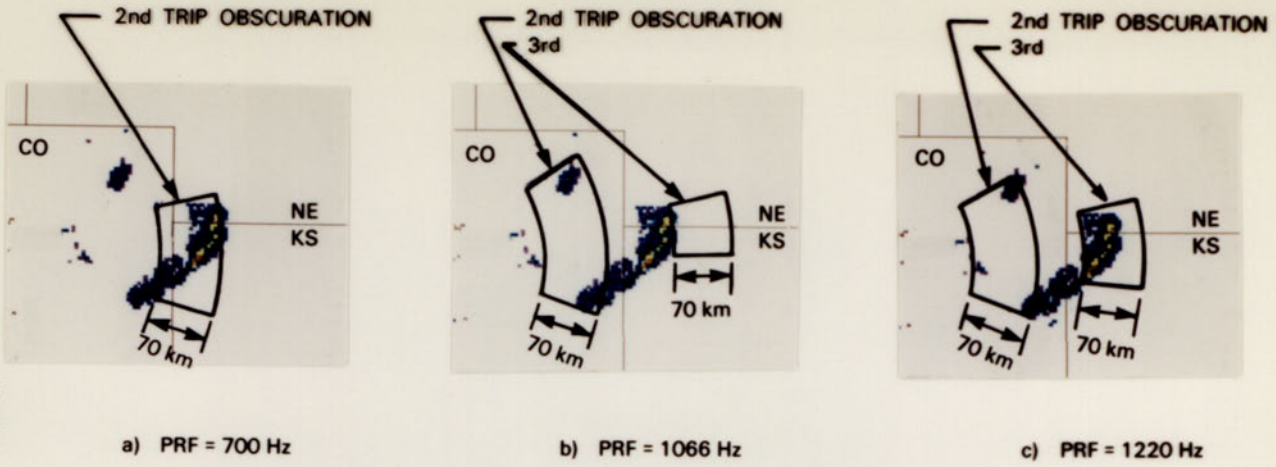 2nd TRIP OBSCURATION
CO
NE
KS
70 km
a) PRF = 700 Hz
2nd TRIP OBSCURATION
3rd
CO
NE
KS
70 km
70 km
b) PRF = 1066 Hz
2nd TRIP OBSCURATION
3rd
CO
NE
KS
70 km
70 km
c) PRF = 1220 Hz